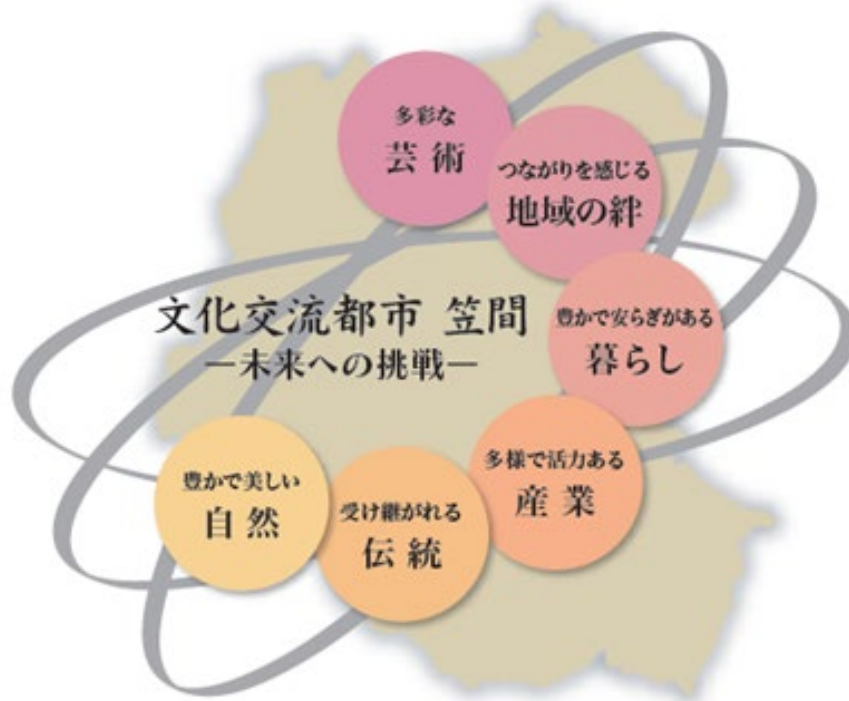 多彩な
芸術
つながりを感じる
地域の絆
文化交流都市 笠間
―未来への挑戦―
豊かで安らぎがある
暮らし
多様で活力ある
産業
受け継がれる
伝統
豊かで美しい
自然